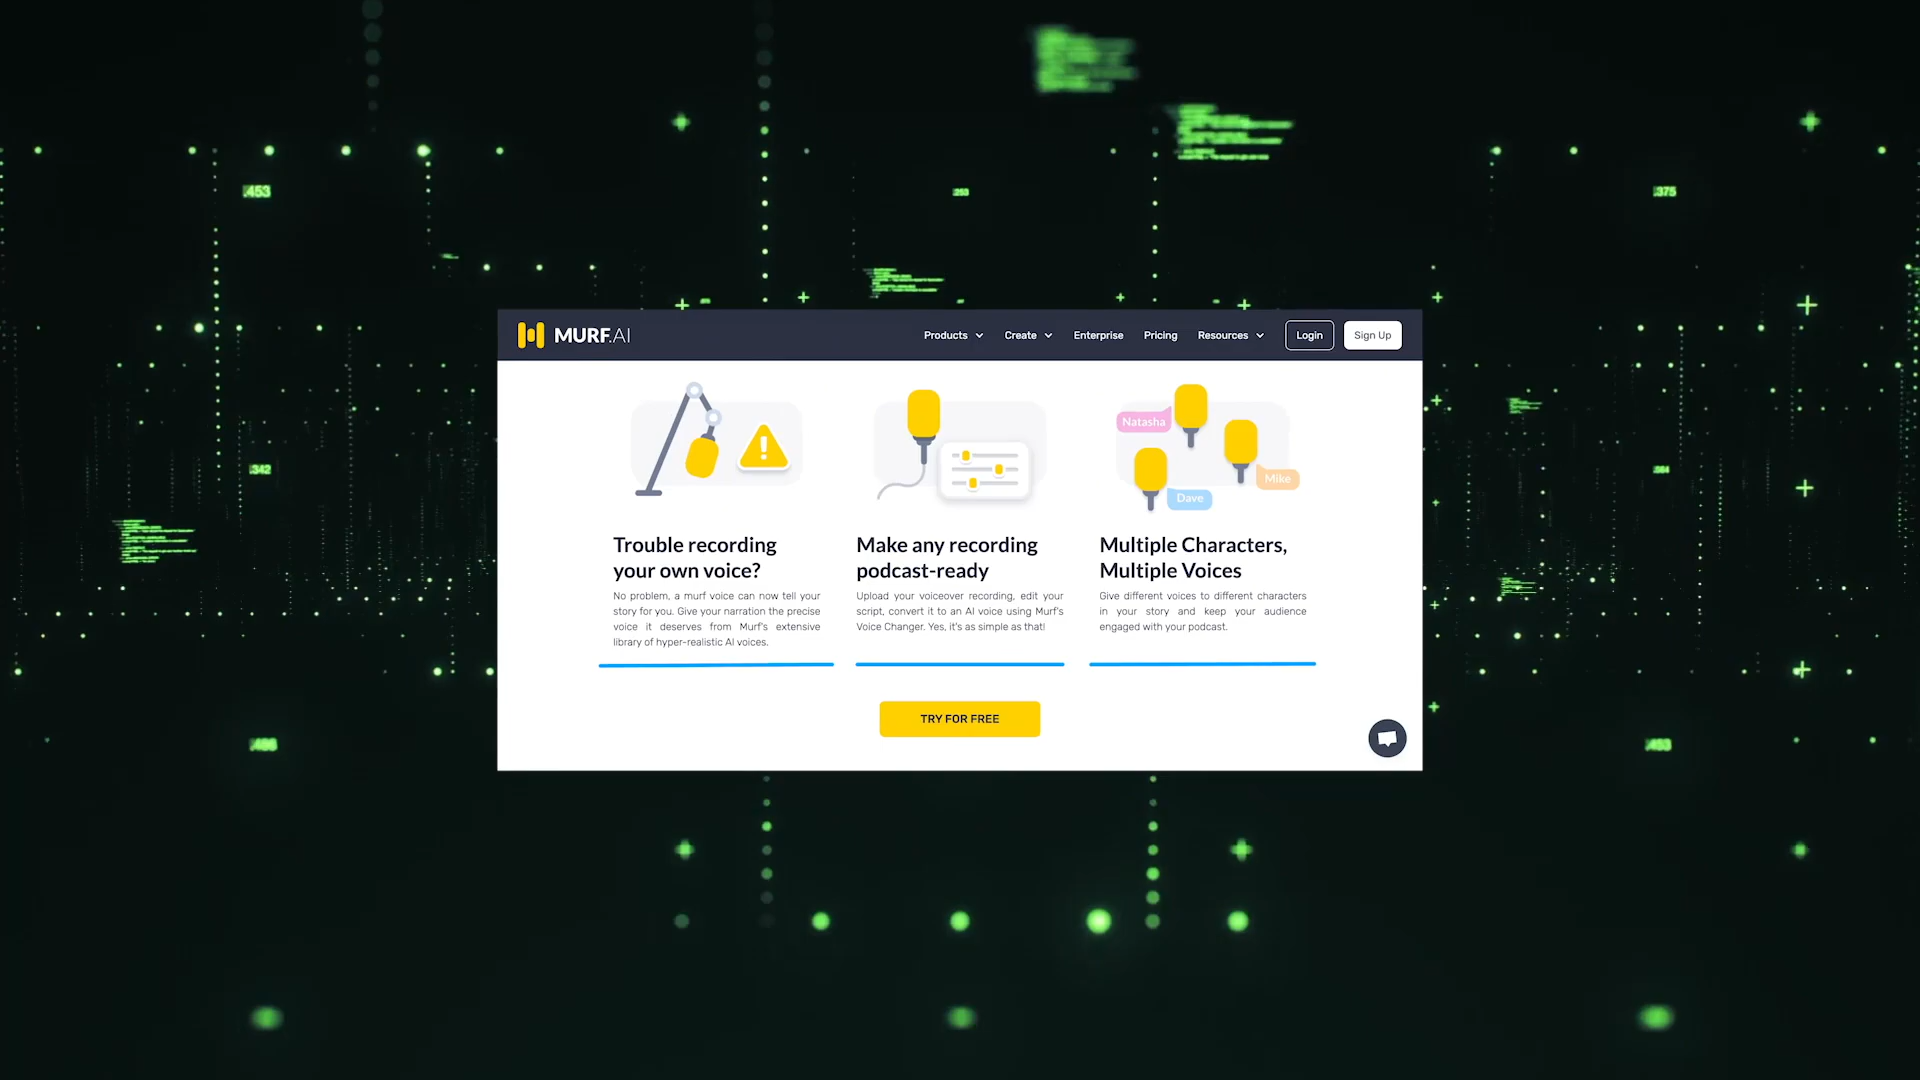 .453
.253
.375
MURF.AI
Products
Create
Enterprise
Pricing
Resources
Login
Sign Up
Natasha
Mike
Dave
.342
Trouble recording
your own voice?
No problem, a murf voice can now tell your
story for you. Give your narration the precise
voice it deserves from Murf's extensive
library of hyper-realistic AI voices.
Make any recording
podcast-ready
Upload your voiceover recording, edit your
script, convert it to an AI voice using Murf's
Voice Changer. Yes, it's as simple as that!
Multiple Characters,
Multiple Voices
Give different voices to different characters
in your story and keep your audience
engaged with your podcast.
TRY FOR FREE
.453